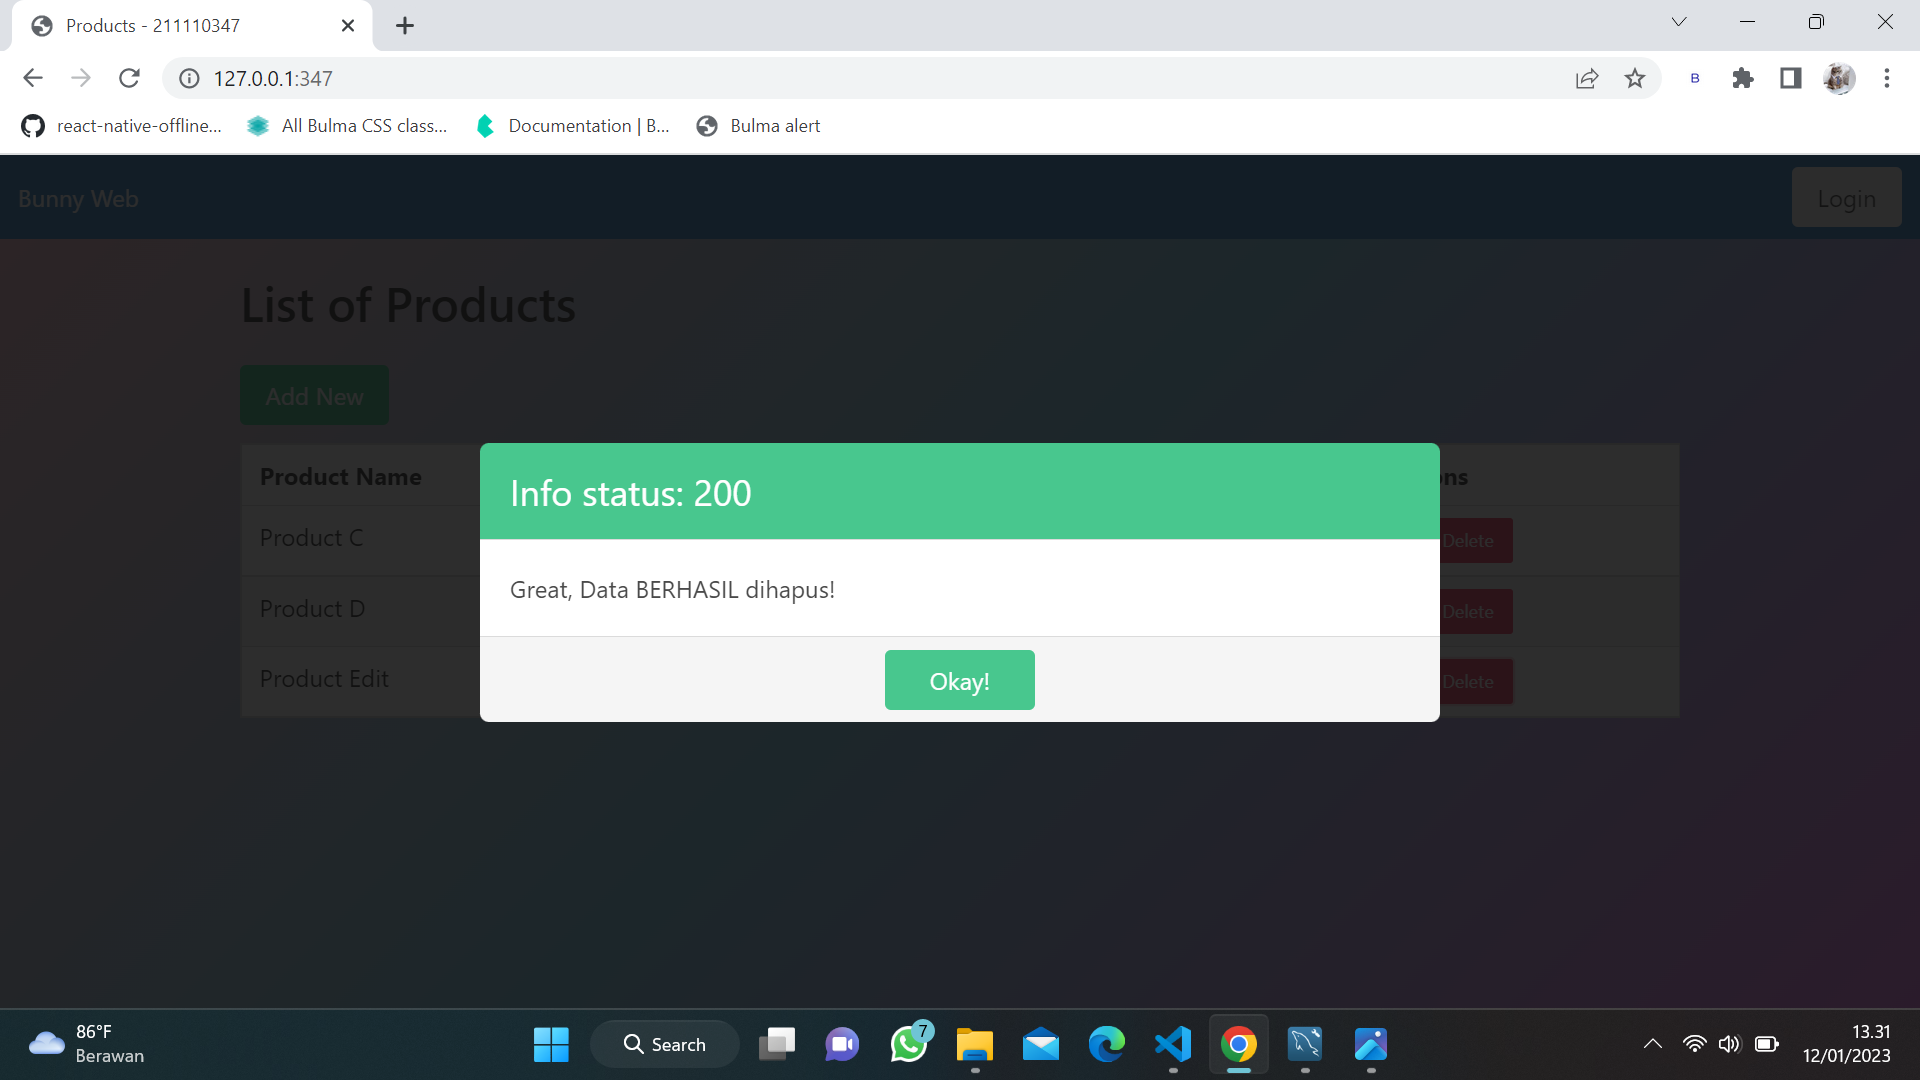 Products - 211110347
127.0.0.1:347
react-native-offline...
All Bulma CSS class...
Documentation | B...
Bulma alert
Bunny Web
Login
List of Products
Add New
Product Name
ons
Info status: 200
Product C
Delete
Great, Data BERHASIL dihapus!
Product D
Delete
Product Edit
Okay!
Delete
86°F
Berawan
Search
7
13.31
12/01/2023